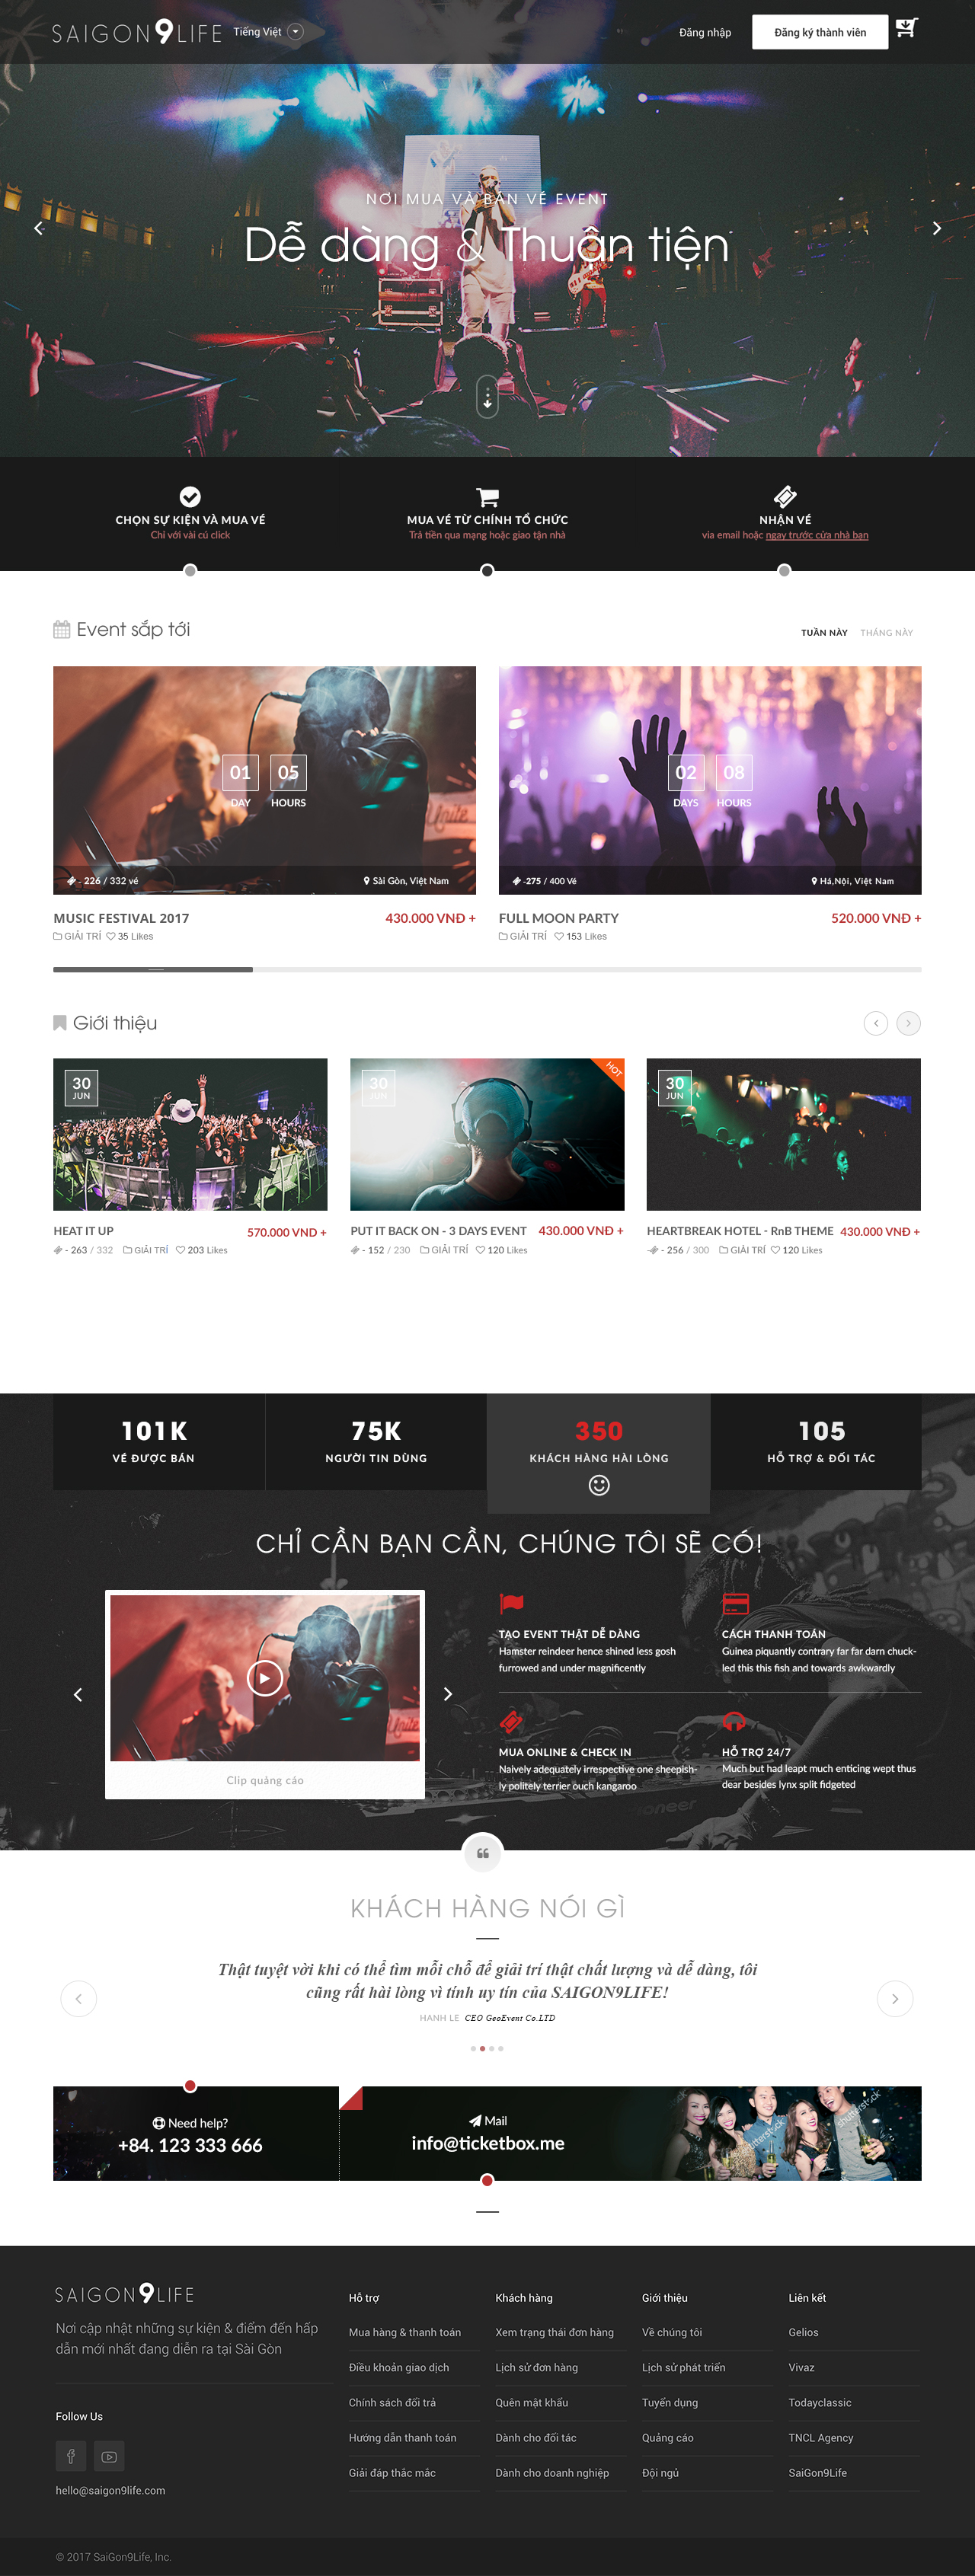 SAIGON9LIFE Tiếng Việt Đăng nhập Đăng ký thành viên
NƠI MUA VÀ BÁN VÉ EVENT
Dễ dàng & Thuận tiện
CHỌN SỰ KIỆN VÀ MUA VÉ
Chỉ với vài cú click
MUA VÉ TỪ CHÍNH TỔ CHỨC
Trả tiền qua mạng hoặc giao tận nhà
NHẬN VÉ
via email hoặc ngay trước cửa nhà bạn
Event sắp tới
TUẦN NÀY THÁNG NÀY
01 05
DAY HOURS
- 226 / 332 vé Sài Gòn, Việt Nam
MUSIC FESTIVAL 2017 430.000 VNĐ +
GIẢI TRÍ 35 Likes
02 08
DAYS HOURS
-275 / 400 Vé Hà,Nội, Việt Nam
FULL MOON PARTY 520.000 VNĐ +
GIẢI TRÍ 153 Likes
Giới thiệu
30
JUN
HEAT IT UP 570.000 VND +
- 263 / 332 GIẢI TRÍ 203 Likes
30
JUN
HOT
PUT IT BACK ON - 3 DAYS EVENT 430.000 VNĐ +
- 152 / 230 GIẢI TRÍ 120 Likes
30
JUN
HEARTBREAK HOTEL - RnB THEME 430.000 VNĐ +
- 256 / 300 GIẢI TRÍ 120 Likes
101K
VÉ ĐƯỢC BÁN
75K
NGƯỜI TIN DÙNG
350
KHÁCH HÀNG HÀI LÒNG
105
HỖ TRỢ & ĐỐI TÁC
CHỈ CẦN BẠN CẦN, CHÚNG TÔI SẼ CÓ!
Clip quảng cáo
TẠO EVENT THẬT DỄ DÀNG
Hamster reindeer hence shined less gosh
furrowed and under magnificently
CÁCH THANH TOÁN
Guinea piquantly contrary far far darn chuck-
led this this fish and towards awkwardly
MUA ONLINE & CHECK IN
Naively adequately irrespective one sheepish-
ly politely terrier ouch kangaroo
HỖ TRỢ 24/7
Much but had leapt much enticing wept thus
dear besides lynx split fidgeted
KHÁCH HÀNG NÓI GÌ
Thật tuyệt vời khi có thể tìm mỗi chỗ để giải trí thật chất lượng và dễ dàng, tôi
cũng rất hài lòng vì tính uy tín của SAIGON9LIFE!
HANH LE CEO GeoEvent Co.LTD
Need help?
+84. 123 333 666
Mail
info@ticketbox.me
shutterstock
SAIGON9LIFE
Nơi cập nhật những sự kiện & điểm đến hấp
dẫn mới nhất đang diễn ra tại Sài Gòn
Follow Us
hello@saigon9life.com
Hỗ trợ
Mua hàng & thanh toán
Điều khoản giao dịch
Chính sách đổi trả
Hướng dẫn thanh toán
Giải đáp thắc mắc
Khách hàng
Xem trạng thái đơn hàng
Lịch sử đơn hàng
Quên mật khẩu
Dành cho đối tác
Dành cho doanh nghiệp
Giới thiệu
Về chúng tôi
Lịch sử phát triển
Tuyển dụng
Quảng cáo
Đội ngủ
Liên kết
Gelios
Vivaz
Todayclassic
TNCL Agency
SaiGon9Life
© 2017 SaiGon9Life, Inc.